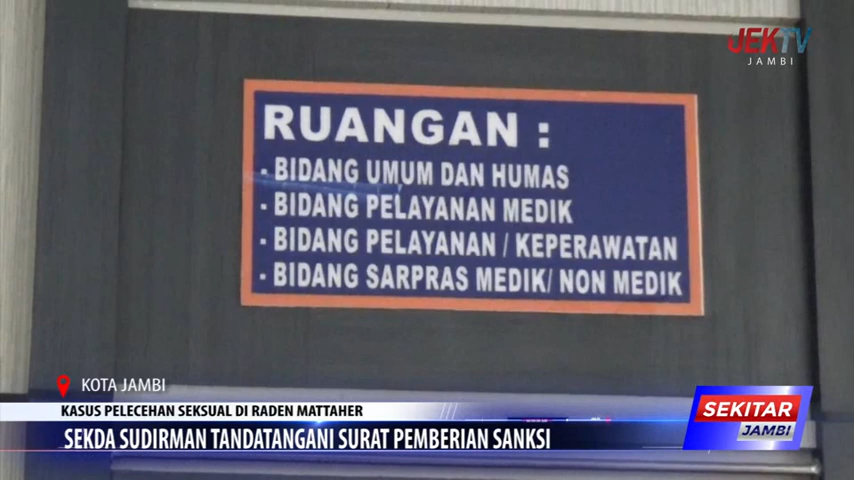 JEKTV
JAMBI
RUANGAN :
- BIDANG UMUM DAN HUMAS
- BIDANG PELAYANAN MEDIK
- BIDANG PELAYANAN / KEPERAWATAN
- BIDANG SARPRAS MEDIK/ NON MEDIK
KOTA JAMBI
KASUS PELECEHAN SEKSUAL DI RADEN MATTAHER
SEKDA SUDIRMAN TANDATANGANI SURAT PEMBERIAN SANKSI
SEKITAR
JAMBI